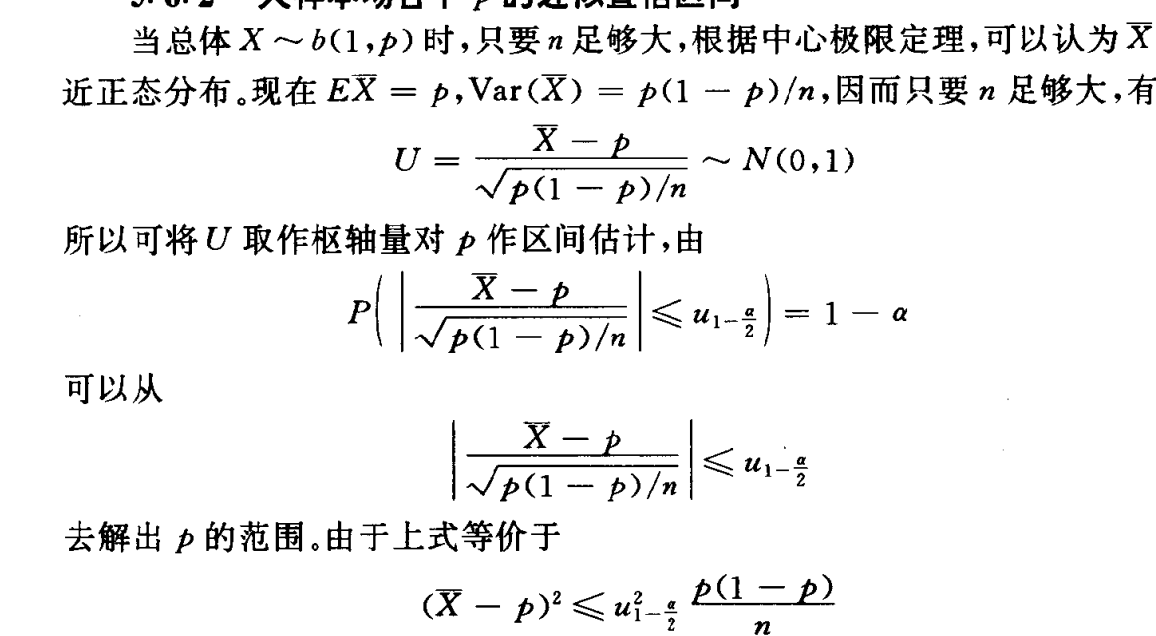 当总体 X ~ b(1,p) 时,只要 n 足够大,根据中心极限定理,可以认为 X̅
近正态分布。现在 EX̅ = p,Var(X̅) = p(1 − p)/n,因而只要 n 足够大,有
U = (X̅ − p) / √(p(1 − p)/n) ~ N(0,1)
所以可将 U 取作枢轴量对 p 作区间估计,由
P( | (X̅ − p) / √(p(1 − p)/n) | ⩽ u_{1−α/2} ) = 1 − α
可以从
| (X̅ − p) / √(p(1 − p)/n) | ⩽ u_{1−α/2}
去解出 p 的范围。由于上式等价于
(X̅ − p)² ⩽ u²_{1−α/2} p(1 − p) / n